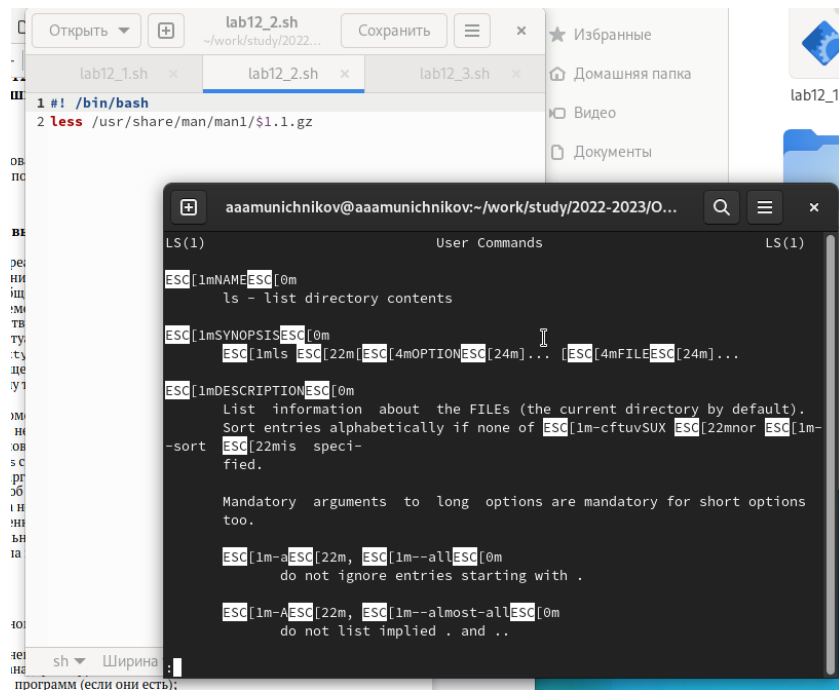 Открыть
lab12_2.sh
~/work/study/2022...
Сохранить
lab12_1.sh
lab12_2.sh
lab12_3.sh
1 #! /bin/bash
2 less /usr/share/man/man1/$1.1.gz
Избранные
Домашняя папка
Видео
Документы
lab12_1
aaamunichnikov@aaamunichnikov:~/work/study/2022-2023/O...
LS(1) User Commands LS(1)
ESC[1mNAMEESC[0m
ls - list directory contents
ESC[1mSYNOPSISESC[0m
ESC[1mls ESC[22m[ESC[4mOPTIONESC[24m]... [ESC[4mFILEESC[24m]...
ESC[1mDESCRIPTIONESC[0m
List information about the FILEs (the current directory by default).
Sort entries alphabetically if none of ESC[1m-cftuvSUX ESC[22mnor ESC[1m-
-sort ESC[22mis speci-
fied.
Mandatory arguments to long options are mandatory for short options
too.
ESC[1m-aESC[22m, ESC[1m--allESC[0m
do not ignore entries starting with .
ESC[1m-AESC[22m, ESC[1m--almost-allESC[0m
do not list implied . and ..
:
sh
Ширина
программ (если они есть);